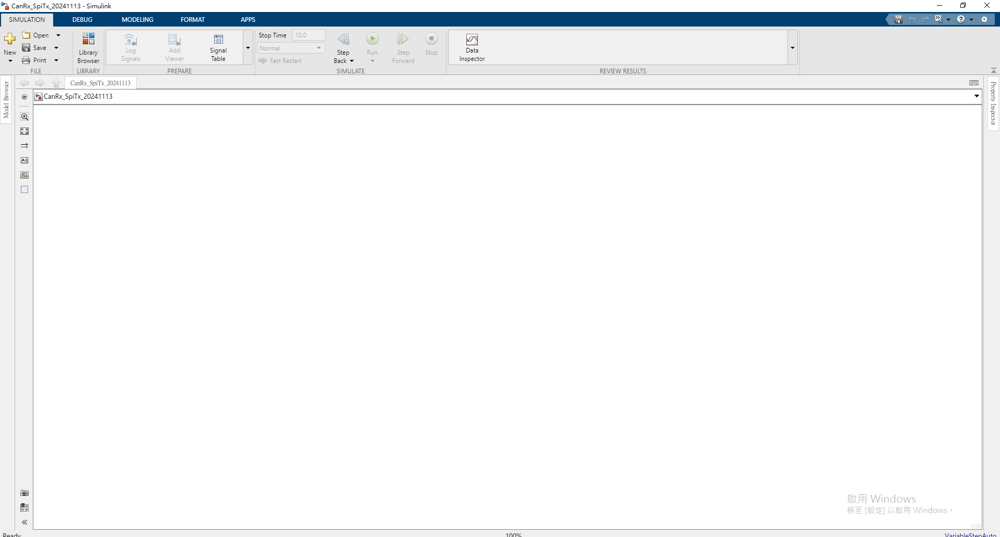 CanRx_SpiTx_20241113 - Simulink
SIMULATION
DEBUG
MODELING
FORMAT
APPS
New
Open
Save
Print
FILE
Library
Browser
LIBRARY
Log
Signals
Add
Viewer
Signal
Table
PREPARE
Stop Time
10.0
Normal
Fast Restart
Step
Back
Run
Step
Forward
Stop
SIMULATE
Data
Inspector
REVIEW RESULTS
Model Browser
CanRx_SpiTx_20241113
CanRx_SpiTx_20241113
Property Inspector
啟用 Windows
移至 [設定] 以啟用 Windows。
Ready
100%
VariableStepAuto